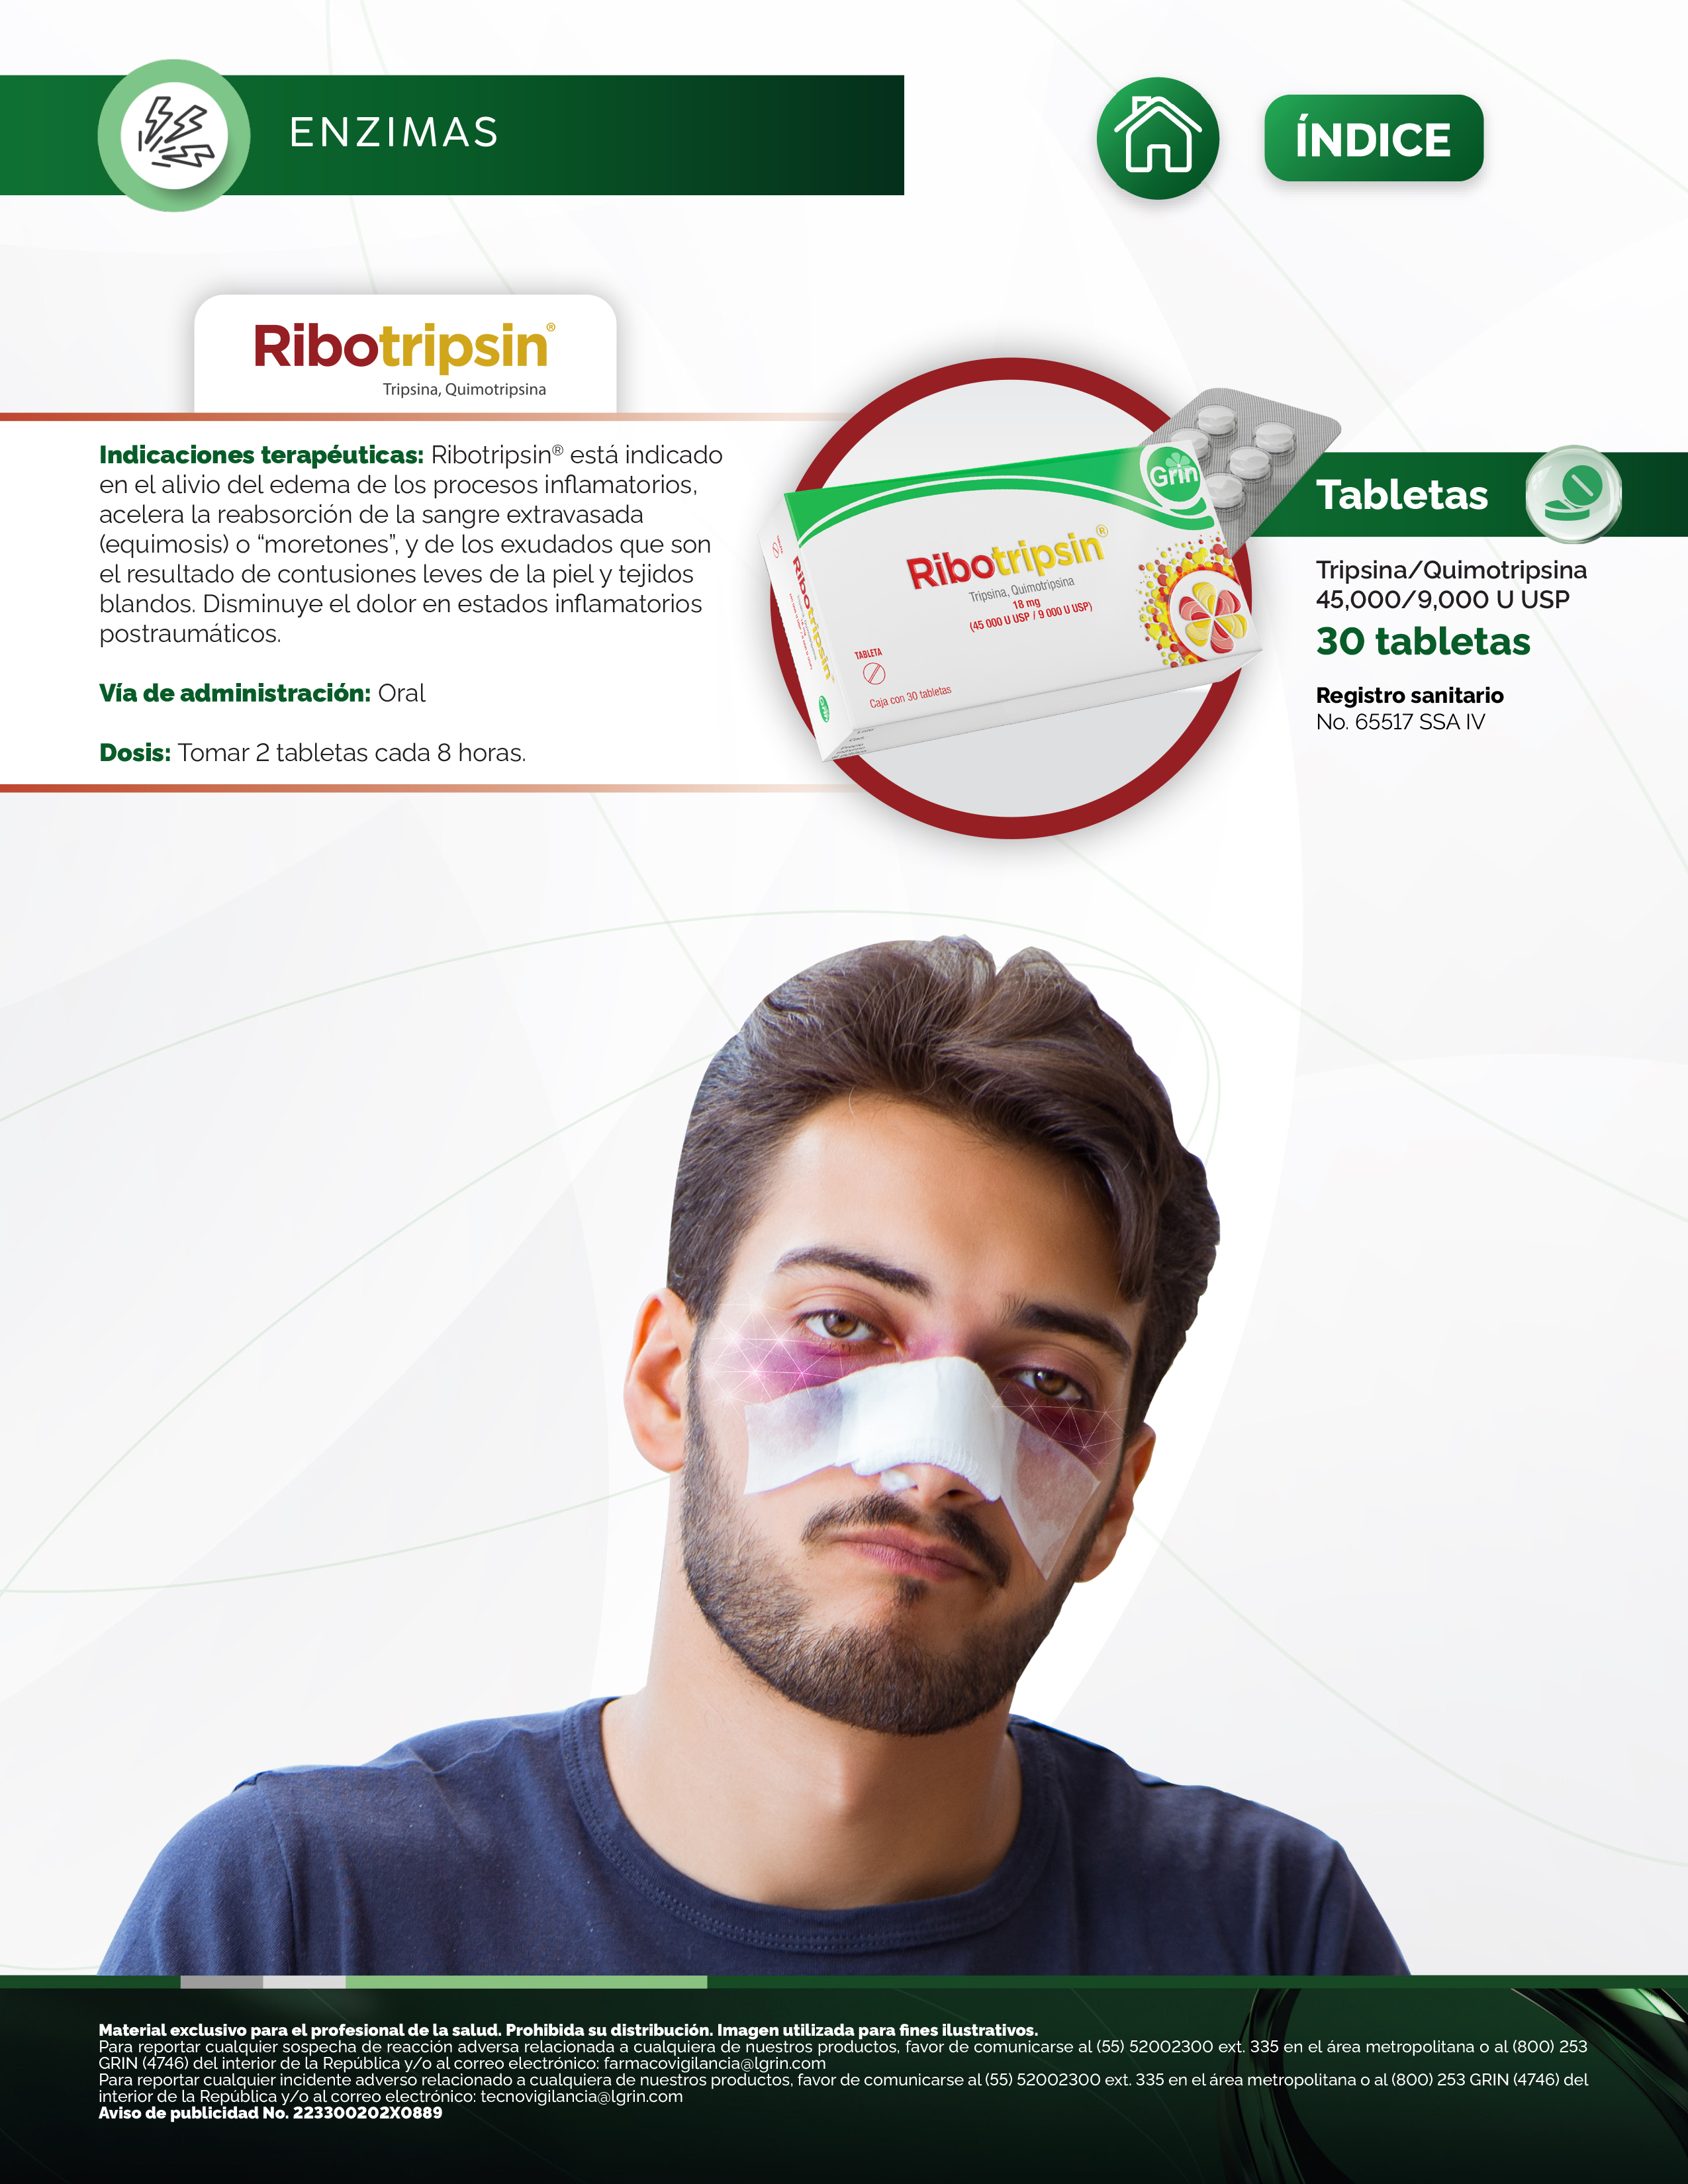 ENZIMAS
ÍNDICE
Ribotripsin®
Tripsina, Quimotripsina
Indicaciones terapéuticas: Ribotripsin® está indicado
en el alivio del edema de los procesos inflamatorios,
acelera la reabsorción de la sangre extravasada
(equimosis) o “moretones”, y de los exudados que son
el resultado de contusiones leves de la piel y tejidos
blandos. Disminuye el dolor en estados inflamatorios
postraumáticos.
Vía de administración: Oral
Dosis: Tomar 2 tabletas cada 8 horas.
Grin
Ribotripsin®
Tripsina, Quimotripsina
18 mg
(45 000 U USP / 9 000 U USP)
TABLETA
Caja con 30 tabletas
Ribotripsin®
Tabletas
Tripsina/Quimotripsina
45,000/9,000 U USP
30 tabletas
Registro sanitario
No. 65517 SSA IV
Material exclusivo para el profesional de la salud. Prohibida su distribución. Imagen utilizada para fines ilustrativos.
Para reportar cualquier sospecha de reacción adversa relacionada a cualquiera de nuestros productos, favor de comunicarse al (55) 52002300 ext. 335 en el área metropolitana o al (800) 253
GRIN (4746) del interior de la República y/o al correo electrónico: farmacovigilancia@lgrin.com
Para reportar cualquier incidente adverso relacionado a cualquiera de nuestros productos, favor de comunicarse al (55) 52002300 ext. 335 en el área metropolitana o al (800) 253 GRIN (4746) del
interior de la República y/o al correo electrónico: tecnovigilancia@lgrin.com
Aviso de publicidad No. 223300202X0889